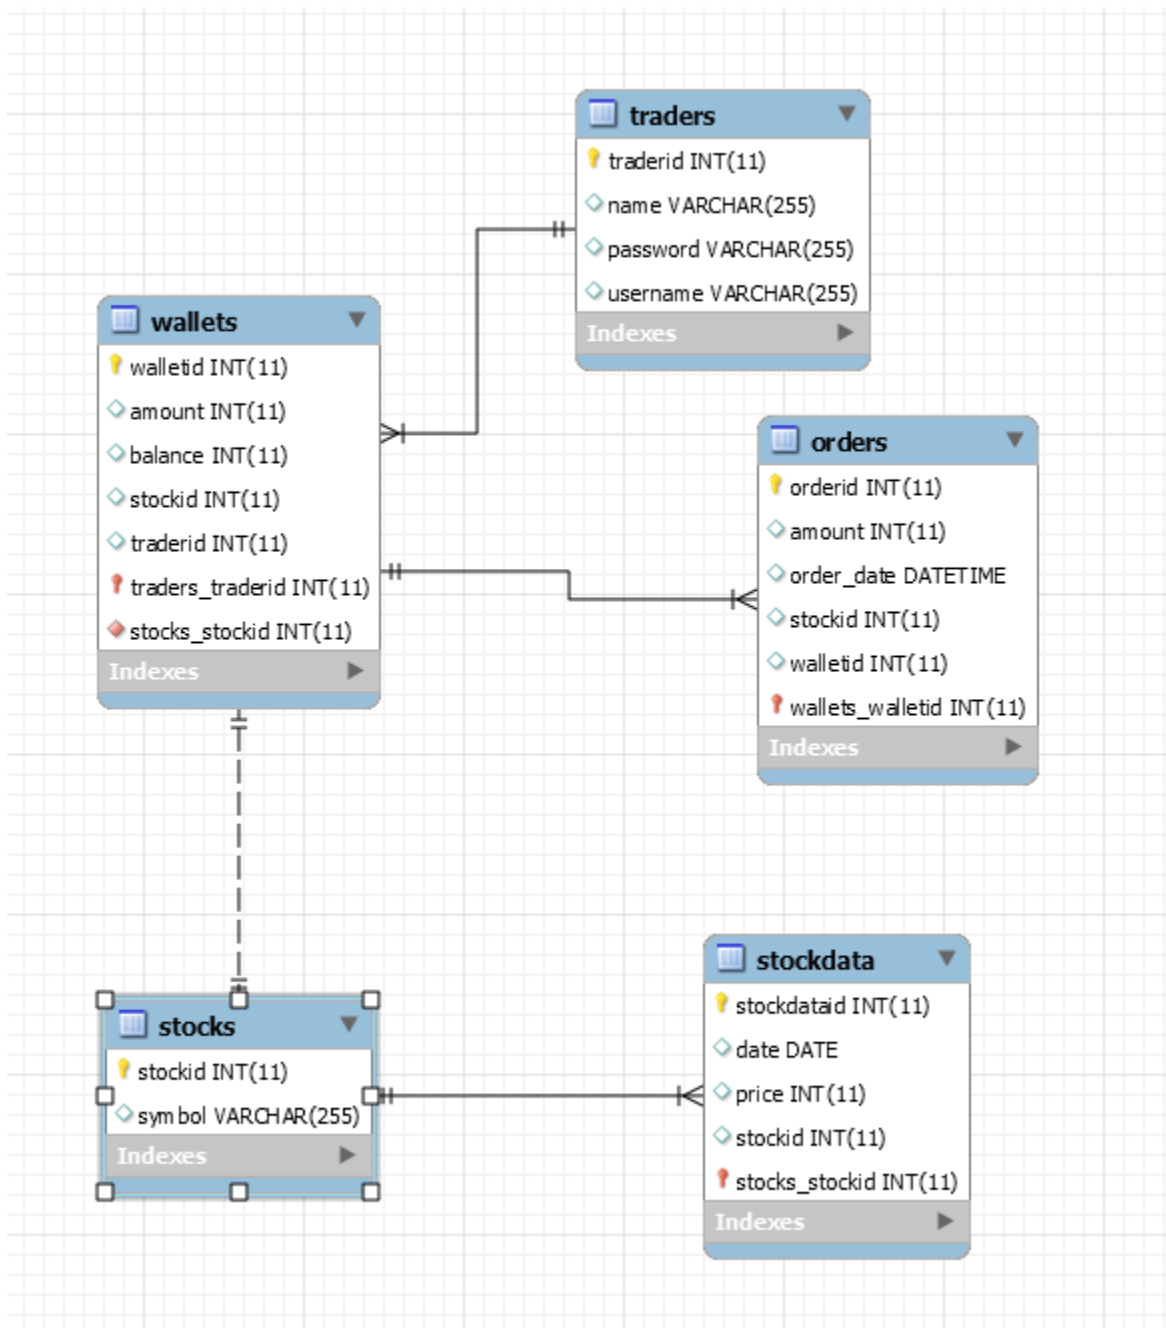 traders
traderid INT(11)
name VARCHAR(255)
password VARCHAR(255)
username VARCHAR(255)
Indexes
wallets
walletid INT(11)
amount INT(11)
balance INT(11)
stockid INT(11)
traderid INT(11)
traders_traderid INT(11)
stocks_stockid INT(11)
Indexes
orders
orderid INT(11)
amount INT(11)
order_date DATETIME
stockid INT(11)
walletid INT(11)
wallets_walletid INT(11)
Indexes
stocks
stockid INT(11)
symbol VARCHAR(255)
Indexes
stockdata
stockdataid INT(11)
date DATE
price INT(11)
stockid INT(11)
stocks_stockid INT(11)
Indexes